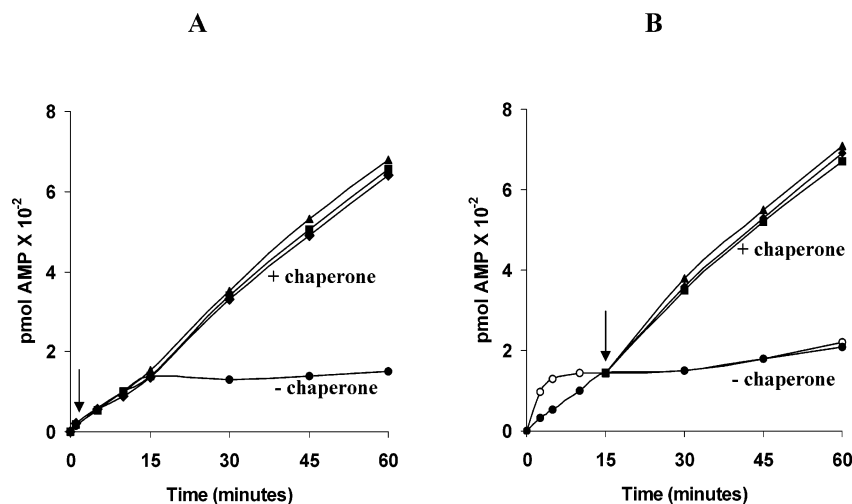 A
B
8
6
4
2
0
pmol AMP X 10-2
+ chaperone
- chaperone
0 15 30 45 60
Time (minutes)
8
6
4
2
0
pmol AMP X 10-2
+ chaperone
- chaperone
0 15 30 45 60
Time (minutes)